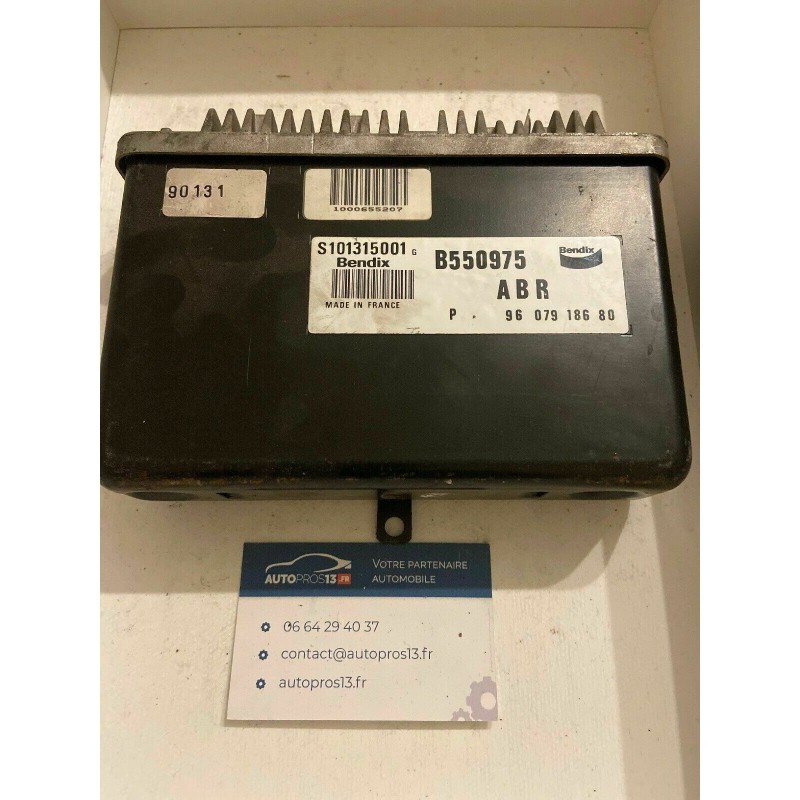 90131
1000655207
S101315001 G
Bendix
MADE IN FRANCE
B550975
Bendix
ABR
P . 96 079 186 80
F
AUTOPROS13.FR
VOTRE PARTENAIRE
AUTOMOBILE
06 64 29 40 37
contact@autopros13.fr
autopros13.fr